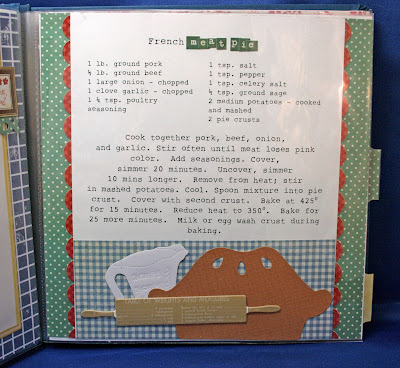 French meat pie
1 lb. ground pork
½ lb. ground beef
1 large onion - chopped
1 clove garlic - chopped
1 ½ tsp. poultry
seasoning
1 tsp. salt
1 tsp. pepper
1 tsp. celery salt
½ tsp. ground sage
2 medium potatoes - cooked
and mashed
2 pie crusts
Cook together pork, beef, onion,
and garlic. Stir often until meat loses pink
color. Add seasonings. Cover,
simmer 20 minutes. Uncover, simmer
10 mins longer. Remove from heat; stir
in mashed potatoes. Cool. Spoon mixture into pie
crust. Cover with second crust. Bake at 425°
for 15 minutes. Reduce heat to 350°. Bake for
25 more minutes. Milk or egg wash crust during
baking.